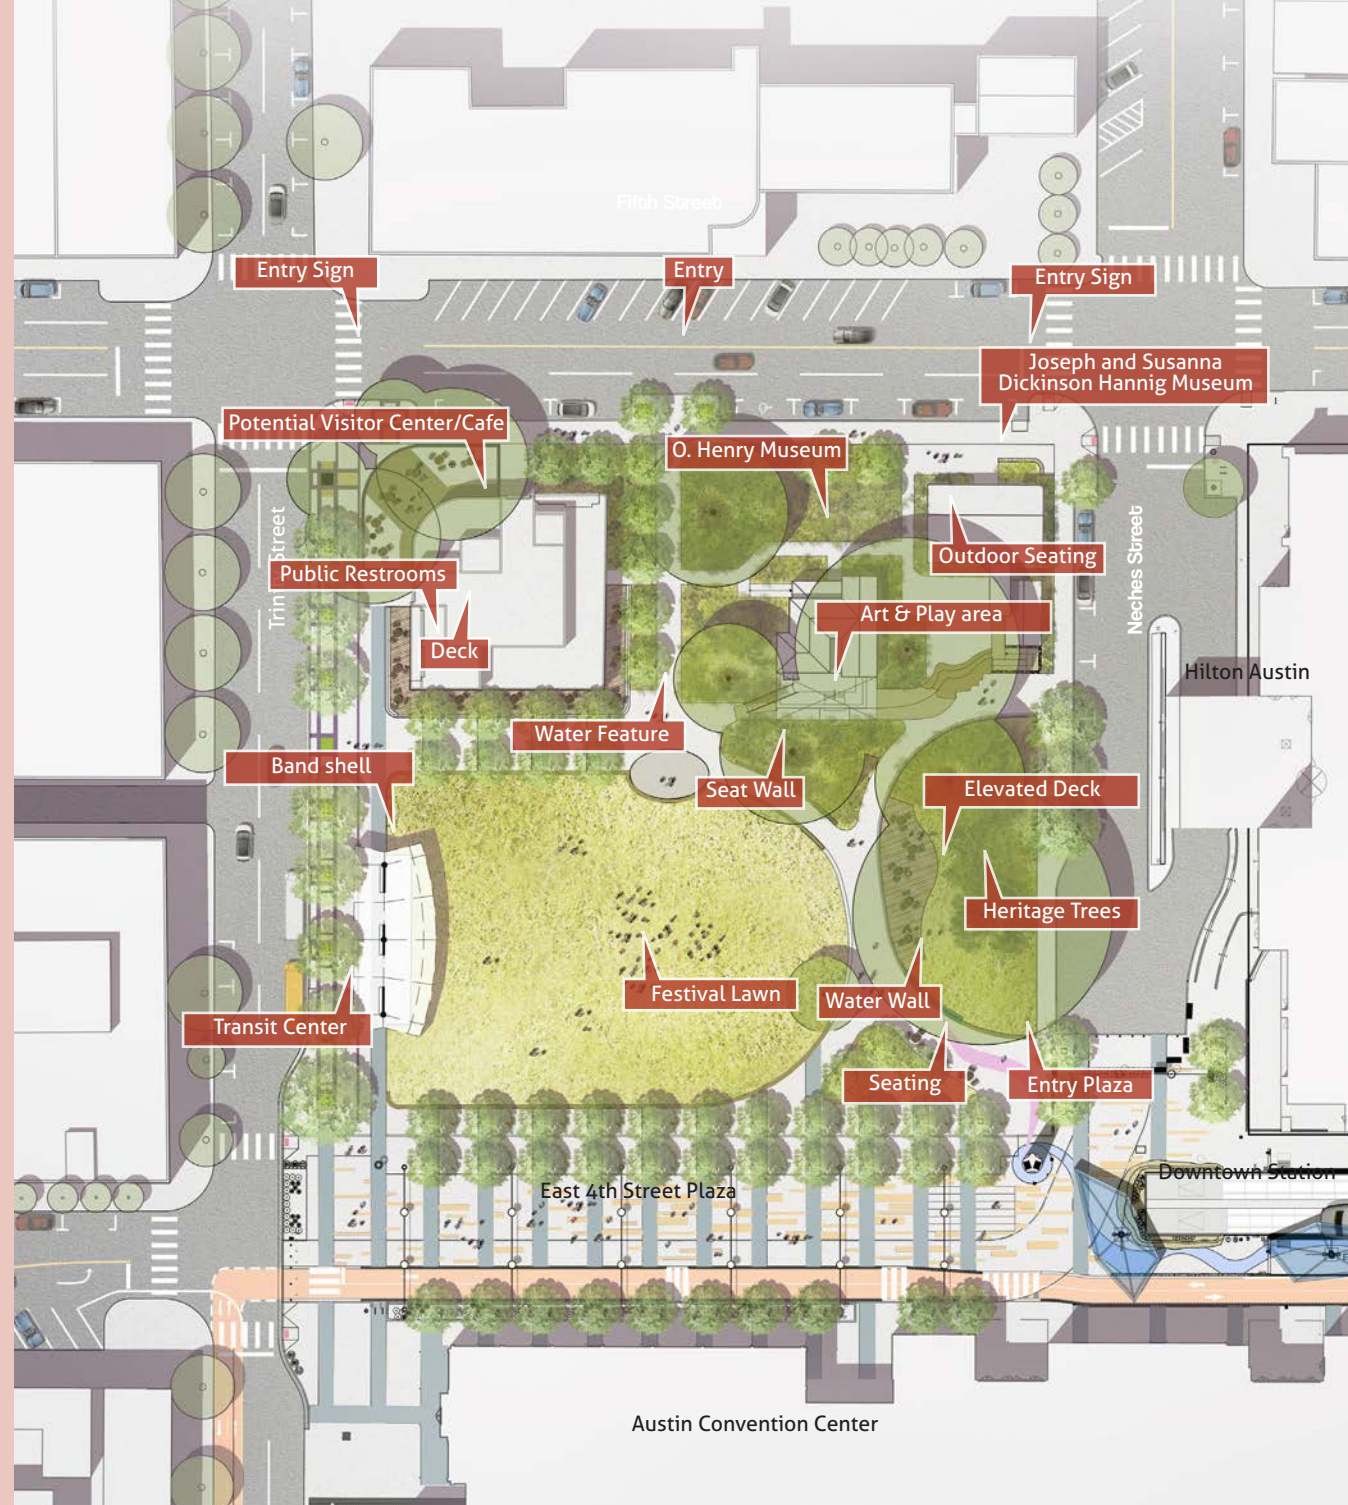 Fifth Street
Entry Sign
Entry
Entry Sign
Joseph and Susanna
Dickinson Hannig Museum
Potential Visitor Center/Cafe
O. Henry Museum
Trinity Street
Neches Street
Outdoor Seating
Public Restrooms
Art & Play area
Deck
Hilton Austin
Water Feature
Band shell
Seat Wall
Elevated Deck
Heritage Trees
Festival Lawn
Water Wall
Transit Center
Seating
Entry Plaza
Downtown Station
East 4th Street Plaza
Austin Convention Center